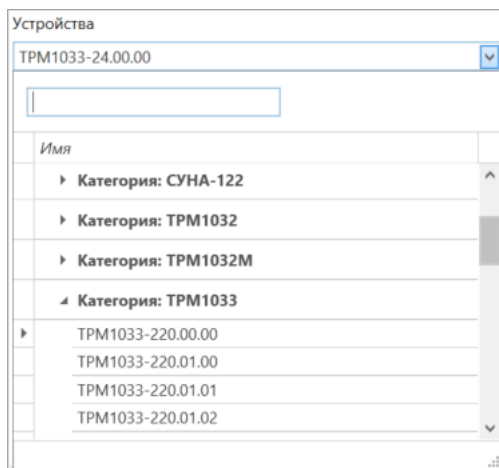 Устройства
ТРМ1033-24.00.00
Имя
Категория: СУНА-122
Категория: ТРМ1032
Категория: ТРМ1032М
Категория: ТРМ1033
ТРМ1033-220.00.00
ТРМ1033-220.01.00
ТРМ1033-220.01.01
ТРМ1033-220.01.02